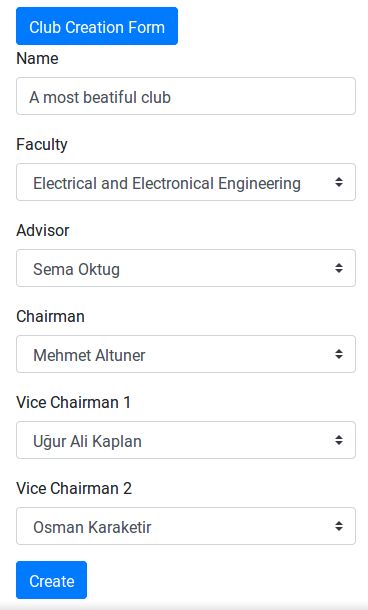 Club Creation Form
Name
A most beatiful club
Faculty
Electrical and Electronical Engineering
Advisor
Sema Oktug
Chairman
Mehmet Altuner
Vice Chairman 1
Uğur Ali Kaplan
Vice Chairman 2
Osman Karaketir
Create